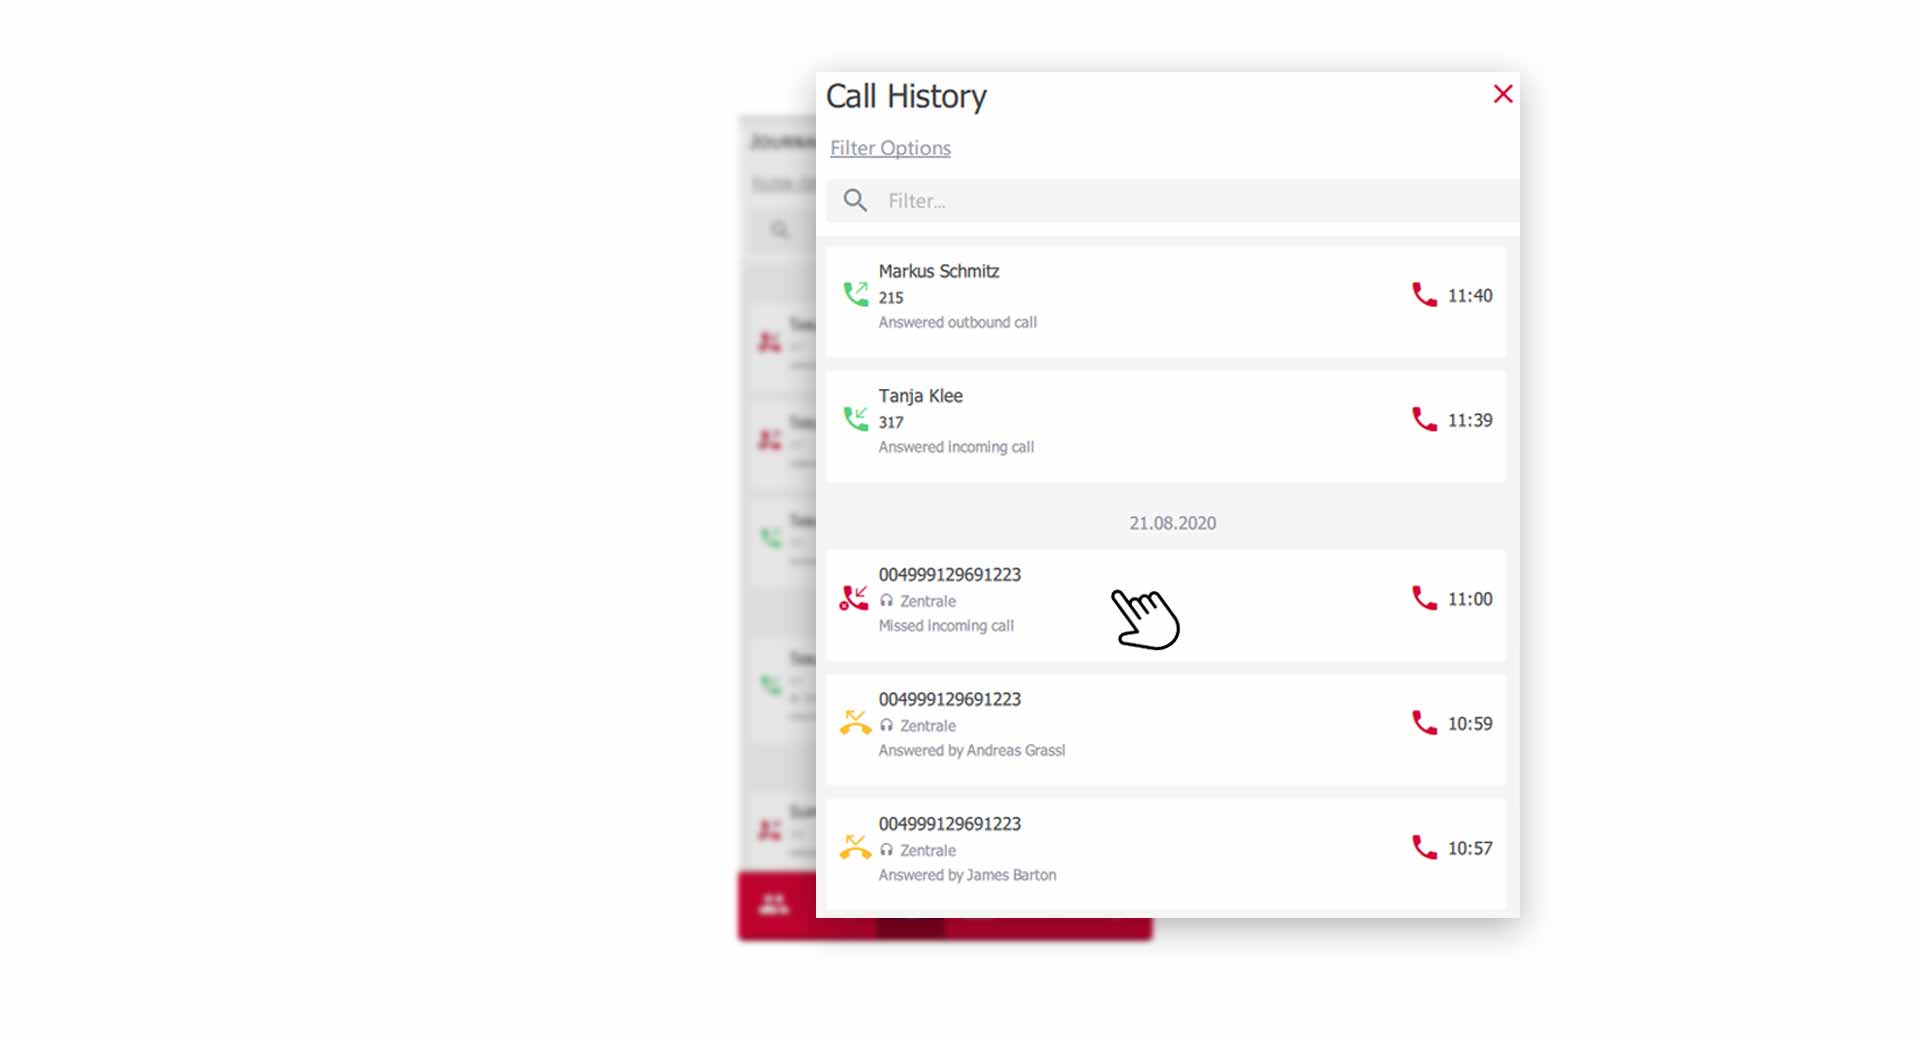 Call History
Filter Options
Filter...
Markus Schmitz
215
Answered outbound call
11:40
Tanja Klee
317
Answered incoming call
11:39
21.08.2020
004999129691223
Zentrale
Missed incoming call
11:00
004999129691223
Zentrale
Answered by Andreas Grassl
10:59
004999129691223
Zentrale
Answered by James Barton
10:57